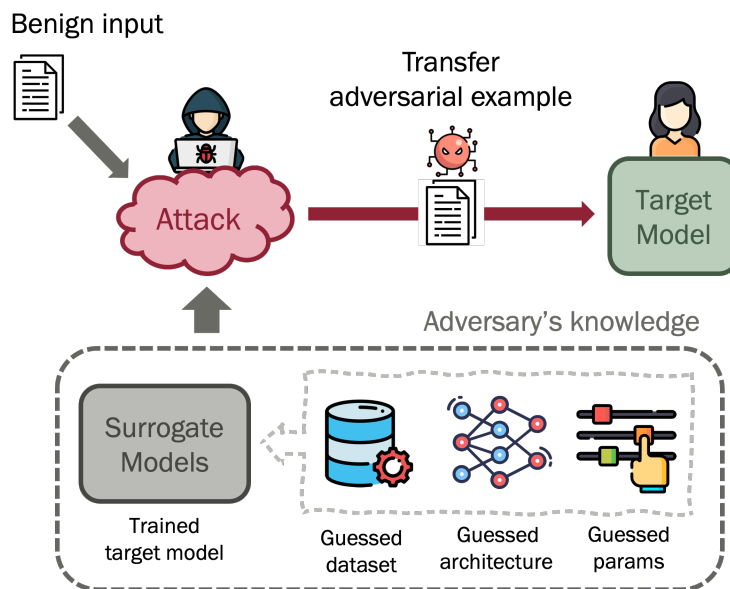 Benign input
Transfer
adversarial example
Attack
Target
Model
Adversary's knowledge
Surrogate
Models
Trained
target model
Guessed
dataset
Guessed
architecture
Guessed
params